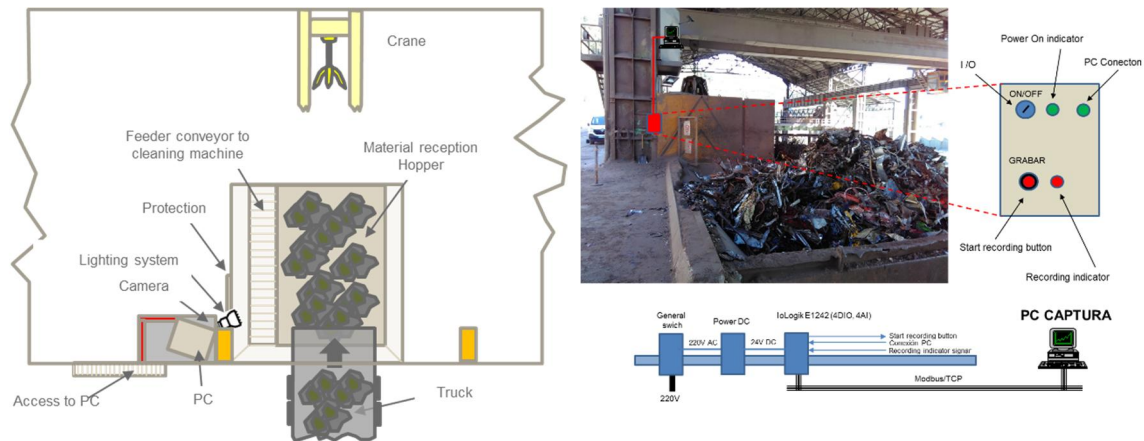 Crane
Feeder conveyor to
cleaning machine
Material reception
Hopper
Protection
Lighting system
Camera
Access to PC
PC
Truck
Power On indicator
I /O
PC Conecton
ON/OFF
GRABAR
Start recording button
Recording indicator
General
swich
Power DC
IoLogik E1242 (4DIO, 4AI)
PC CAPTURA
220V AC
24V DC
Start recording button
Conexión PC
Recording indicator signar
Modbus/TCP
220V